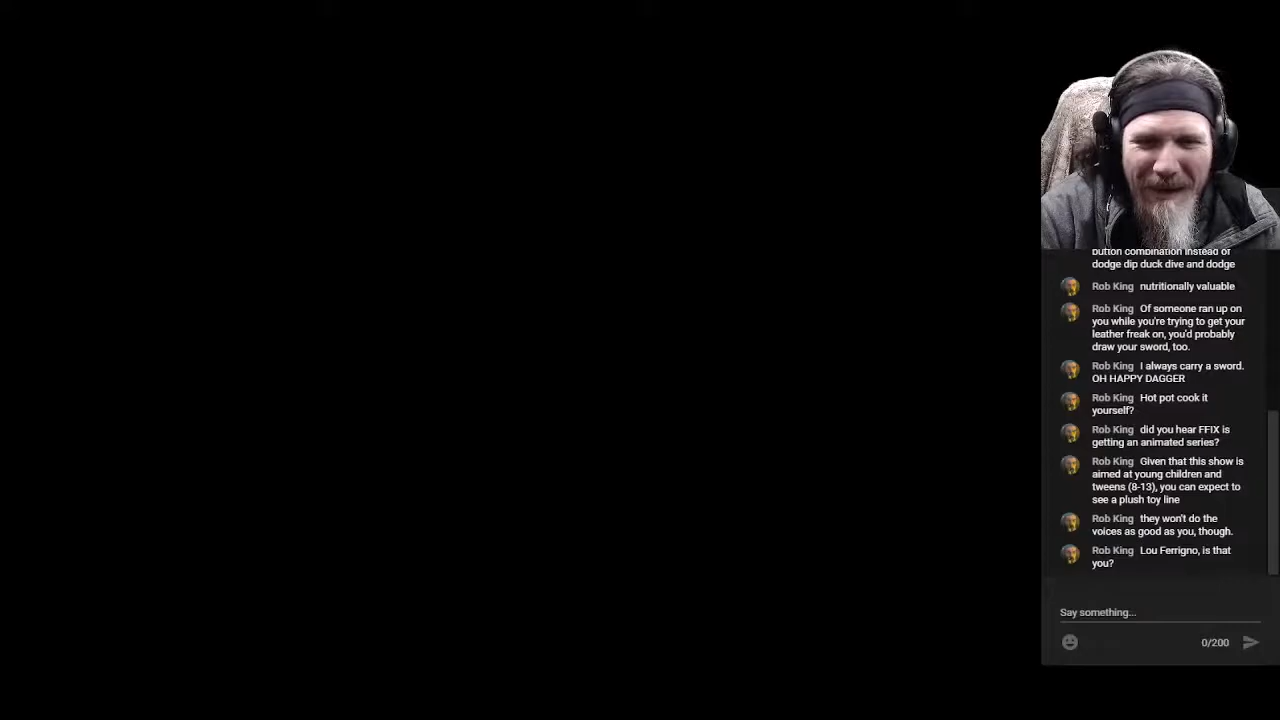 button combination instead of
dodge dip duck dive and dodge
Rob King nutritionally valuable
Rob King Of someone ran up on
you while you're trying to get your
leather freak on, you'd probably
draw your sword, too.
Rob King I always carry a sword.
OH HAPPY DAGGER
Rob King Hot pot cook it
yourself?
Rob King did you hear FFIX is
getting an animated series?
Rob King Given that this show is
aimed at young children and
tweens (8-13), you can expect to
see a plush toy line
Rob King they won't do the
voices as good as you, though.
Rob King Lou Ferrigno, is that
you?
Say something...
0/200